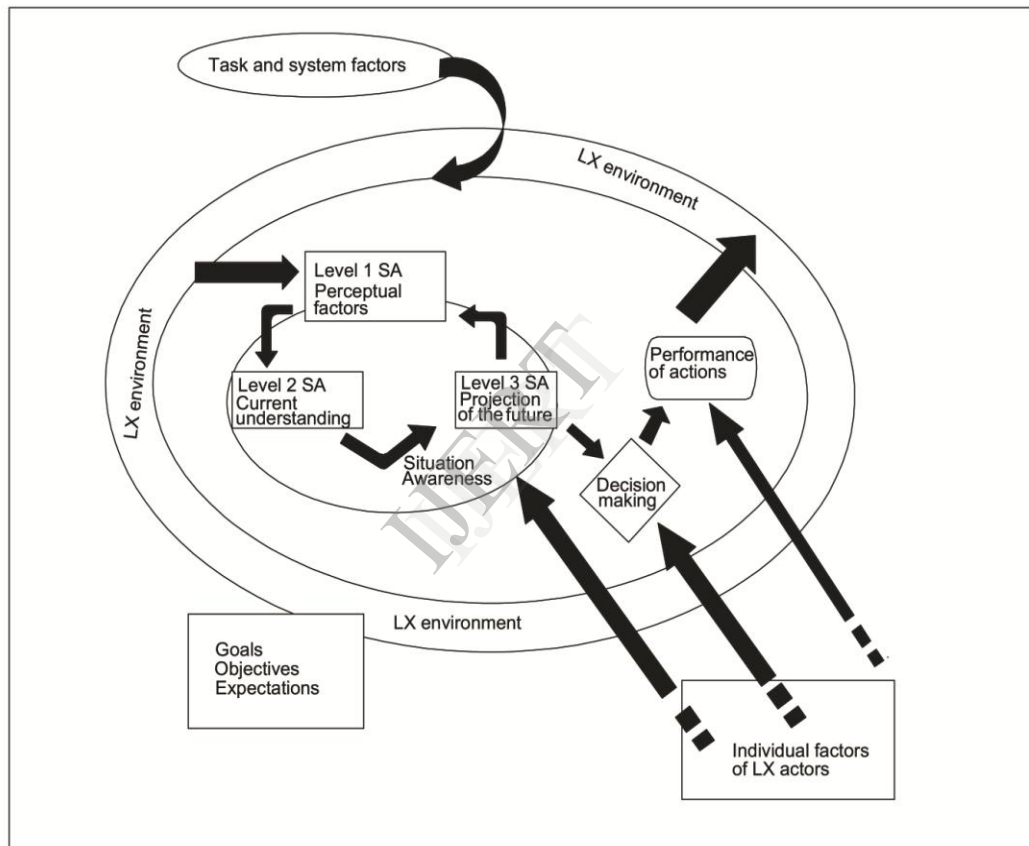 Task and system factors
LX environment
LX environment
Level 1 SA
Perceptual
factors
Level 2 SA
Current
understanding
Level 3 SA
Projection
of the future
Situation
Awareness
Performance
of actions
Decision
making
LX environment
Goals
Objectives
Expectations
Individual factors
of LX actors
IJERT